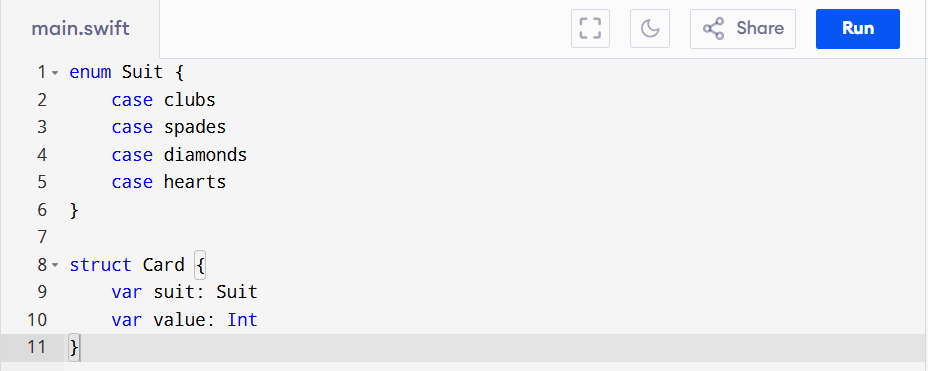 main.swift
Share
Run
1 enum Suit {
2     case clubs
3     case spades
4     case diamonds
5     case hearts
6 }
7
8 struct Card {
9     var suit: Suit
10     var value: Int
11 }